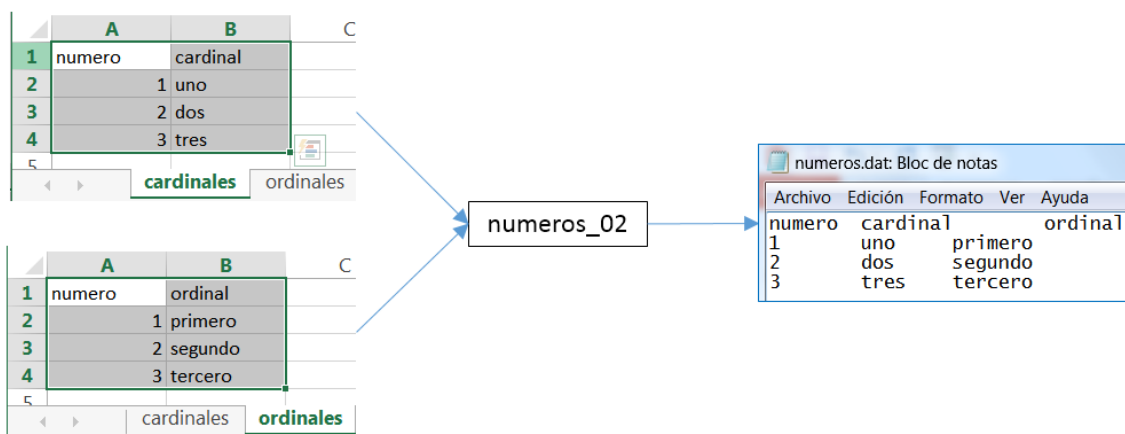 A B C
1 numero cardinal
2 1 uno
3 2 dos
4 3 tres
5
cardinales ordinales
A B C
1 numero ordinal
2 1 primero
3 2 segundo
4 3 tercero
5
cardinales ordinales
numeros_02
numeros.dat: Bloc de notas
Archivo Edición Formato Ver Ayuda
numero cardinal ordinal
1 uno primero
2 dos segundo
3 tres tercero